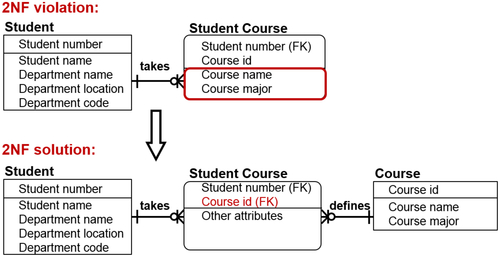 2NF violation:
Student
Student Course
Student number
Student name
Department name
Department location
Department code
takes
Student number (FK)
Course id
Course name
Course major
2NF solution:
Student
Student Course
Course
Student number
Student name
Department name
Department location
Department code
takes
Student number (FK)
Course id (FK)
Other attributes
defines
Course id
Course name
Course major